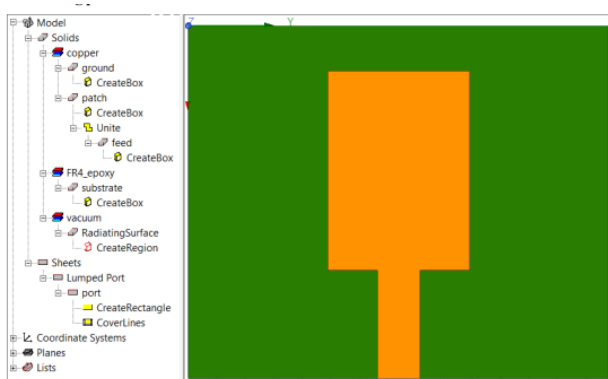 Z
Y
Model
Solids
copper
ground
CreateBox
patch
CreateBox
Unite
feed
CreateBox
FR4_epoxy
substrate
CreateBox
vacuum
RadiatingSurface
CreateRegion
Sheets
Lumped Port
port
CreateRectangle
CoverLines
Coordinate Systems
Planes
Lists